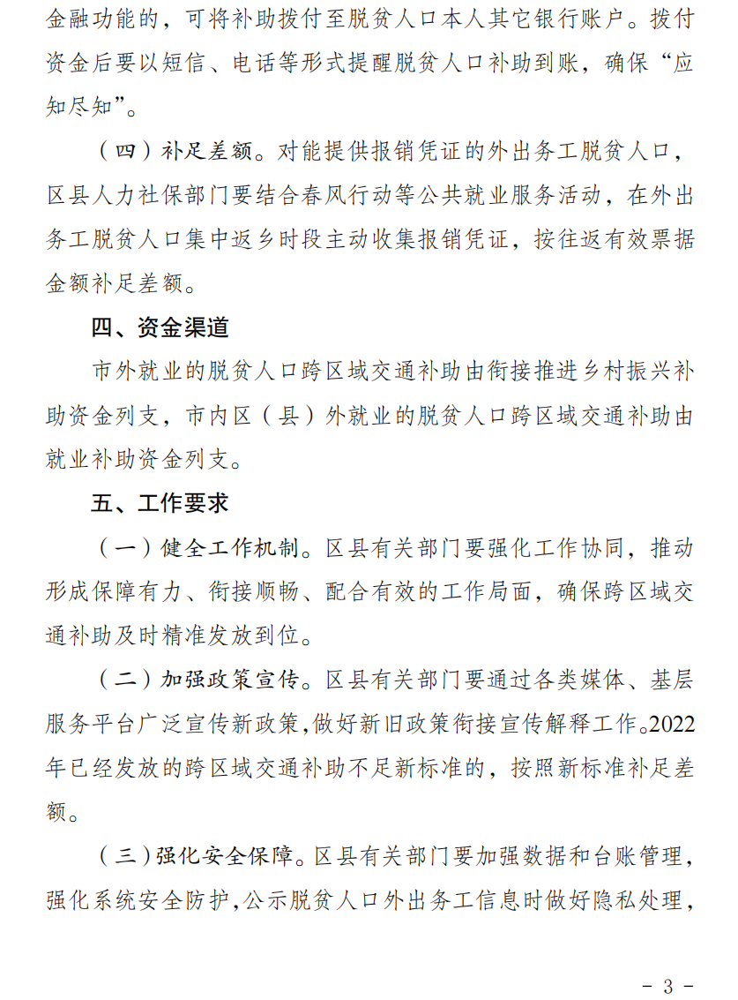 金融功能的，可将补助拨付至脱贫人口本人其它银行账户。拨付
资金后要以短信、电话等形式提醒脱贫人口补助到账，确保“应
知尽知”。
（四）补足差额。对能提供报销凭证的外出务工脱贫人口，
区县人力社保部门要结合春风行动等公共就业服务活动，在外出
务工脱贫人口集中返乡时段主动收集报销凭证，按往返有效票据
金额补足差额。
四、资金渠道
市外就业的脱贫人口跨区域交通补助由衔接推进乡村振兴补
助资金列支，市内区（县）外就业的脱贫人口跨区域交通补助由
就业补助资金列支。
五、工作要求
（一）健全工作机制。区县有关部门要强化工作协同，推动
形成保障有力、衔接顺畅、配合有效的工作局面，确保跨区域交
通补助及时精准发放到位。
（二）加强政策宣传。区县有关部门要通过各类媒体、基层
服务平台广泛宣传新政策，做好新旧政策衔接宣传解释工作。2022
年已经发放的跨区域交通补助不足新标准的，按照新标准补足差
额。
（三）强化安全保障。区县有关部门要加强数据和台账管理，
强化系统安全防护，公示脱贫人口外出务工信息时做好隐私处理，
- 3 -